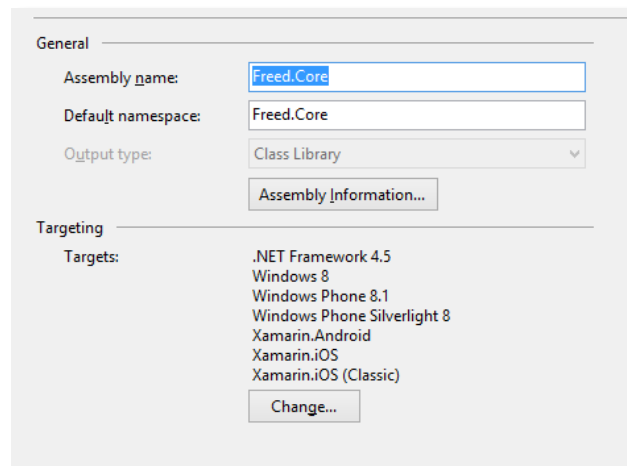 General
Assembly name: Freed.Core
Default namespace: Freed.Core
Output type: Class Library
Assembly Information...
Targeting
Targets: .NET Framework 4.5
Windows 8
Windows Phone 8.1
Windows Phone Silverlight 8
Xamarin.Android
Xamarin.iOS
Xamarin.iOS (Classic)
Change...